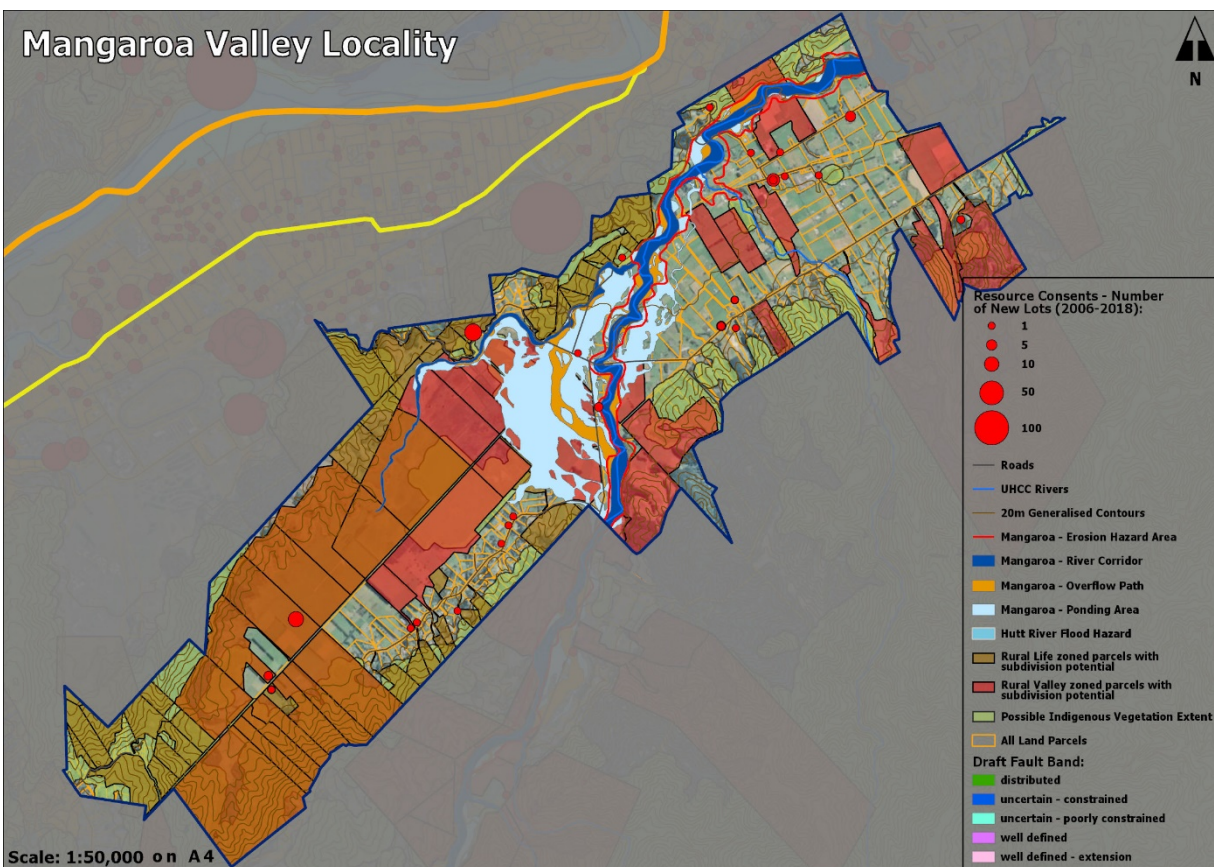 Mangaroa Valley Locality
N
Resource Consents - Number
of New Lots (2006-2018):
1
5
10
50
100
Roads
UHCC Rivers
20m Generalised Contours
Mangaroa - Erosion Hazard Area
Mangaroa - River Corridor
Mangaroa - Overflow Path
Mangaroa - Ponding Area
Hutt River Flood Hazard
Rural Life zoned parcels with
subdivision potential
Rural Valley zoned parcels with
subdivision potential
Possible Indigenous Vegetation Extent
All Land Parcels
Draft Fault Band:
distributed
uncertain - constrained
uncertain - poorly constrained
well defined
well defined - extension
Scale: 1:50,000 on A4